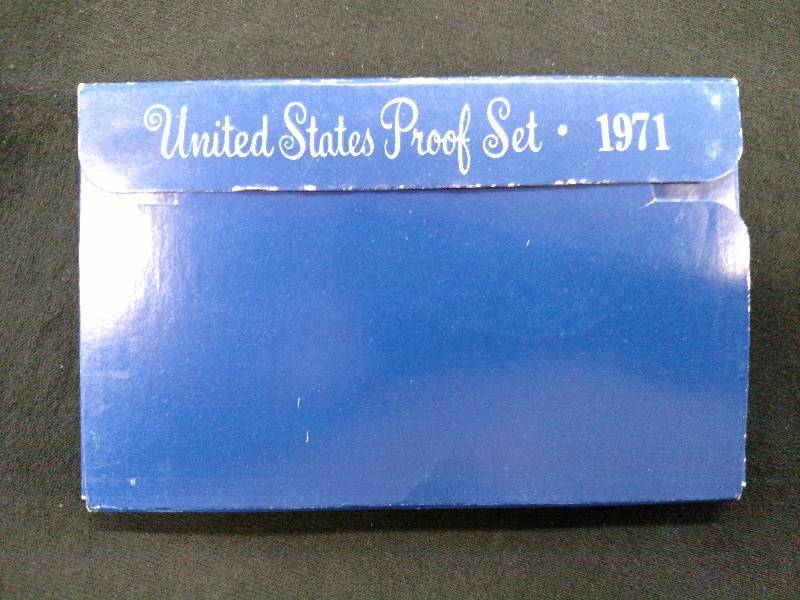 United States Proof Set · 1971